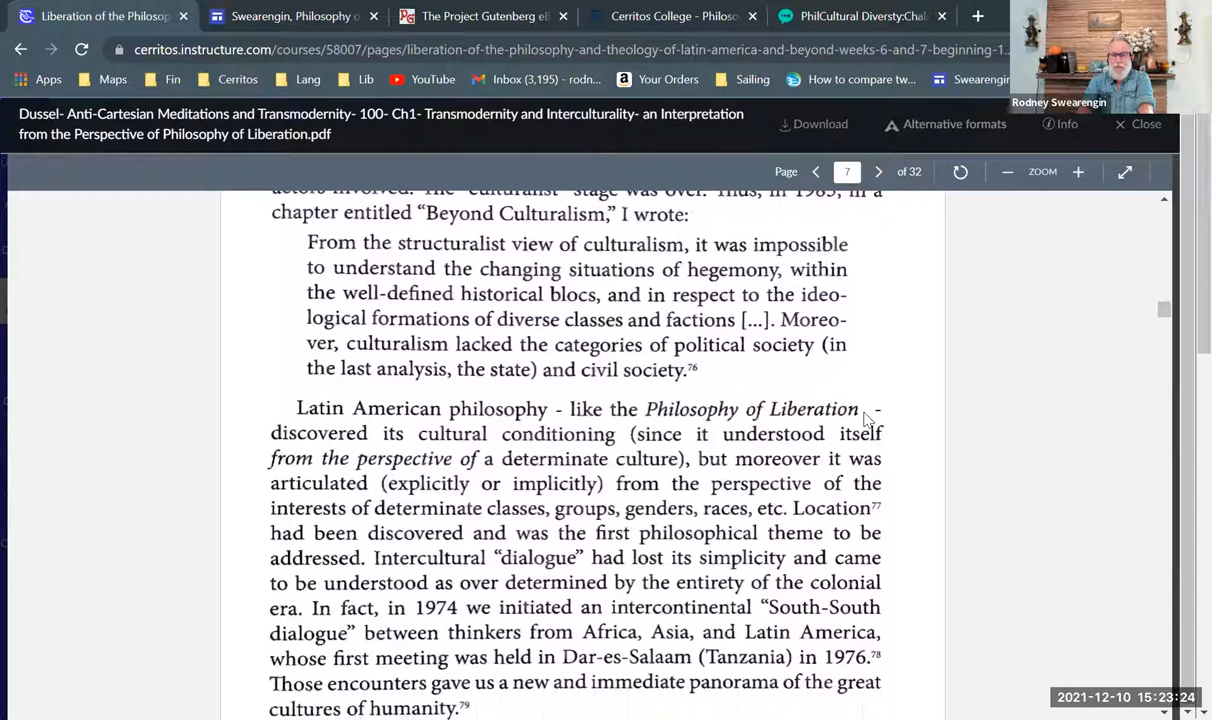 Liberation of the Philosop
Swearengin, Philosophy o
The Project Gutenberg eB
Cerritos College - Philoso
PhilCultural Diversty:Chal
cerritos.instructure.com/courses/58007/pages/liberation-of-the-philosophy-and-theology-of-latin-america-and-beyond-weeks-6-and-7-beginning-1...
Apps Maps Fin Cerritos Lang Lib YouTube Inbox (3,195) - rodn... Your Orders Sailing How to compare tw... Swearengin
Rodney Swearengin
Dussel- Anti-Cartesian Meditations and Transmodernity- 100- Ch1- Transmodernity and Interculturality- an Interpretation
from the Perspective of Philosophy of Liberation.pdf
Download Alternative formats Info Close
Page 7 of 32 ZOOM
actors involved. The "culturalist" stage was over. Thus, in 1983, in a
chapter entitled “Beyond Culturalism,” I wrote:
From the structuralist view of culturalism, it was impossible
to understand the changing situations of hegemony, within
the well-defined historical blocs, and in respect to the ideo-
logical formations of diverse classes and factions [...]. Moreo-
ver, culturalism lacked the categories of political society (in
the last analysis, the state) and civil society.76
Latin American philosophy - like the Philosophy of Liberation -
discovered its cultural conditioning (since it understood itself
from the perspective of a determinate culture), but moreover it was
articulated (explicitly or implicitly) from the perspective of the
interests of determinate classes, groups, genders, races, etc. Location77
had been discovered and was the first philosophical theme to be
addressed. Intercultural “dialogue” had lost its simplicity and came
to be understood as over determined by the entirety of the colonial
era. In fact, in 1974 we initiated an intercontinental “South-South
dialogue” between thinkers from Africa, Asia, and Latin America,
whose first meeting was held in Dar-es-Salaam (Tanzania) in 1976.78
Those encounters gave us a new and immediate panorama of the great
cultures of humanity.79
2021-12-10 15:23:24